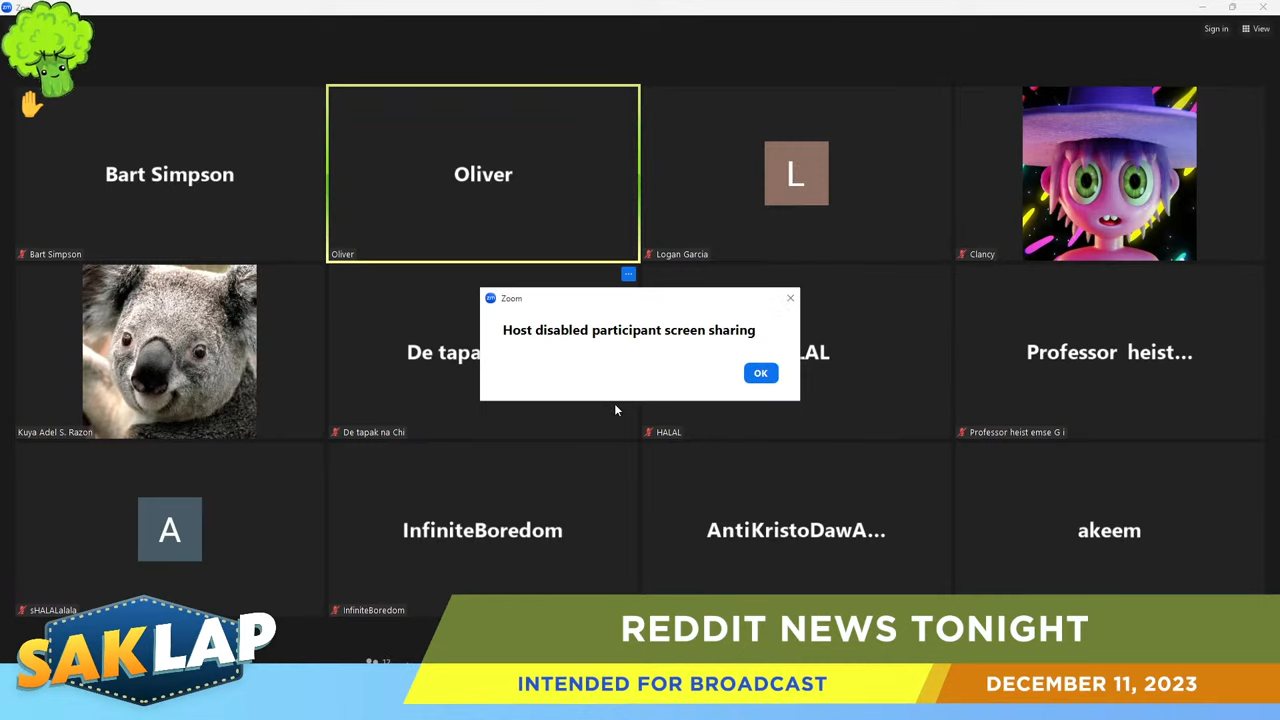 Sign in
View
Bart Simpson
Oliver
L
Bart Simpson
Oliver
Logan Garcia
Clancy
zm
Zoom
Host disabled participant screen sharing
OK
De tapa
LAL
Professor heist...
Kuya Adel S. Razon
De tapak na Chi
HALAL
Professor heist emse G i
A
InfiniteBoredom
AntiKristoDawA...
akeem
sHALALalala
InfiniteBoredom
SAKLAP
REDDIT NEWS TONIGHT
INTENDED FOR BROADCAST
DECEMBER 11, 2023